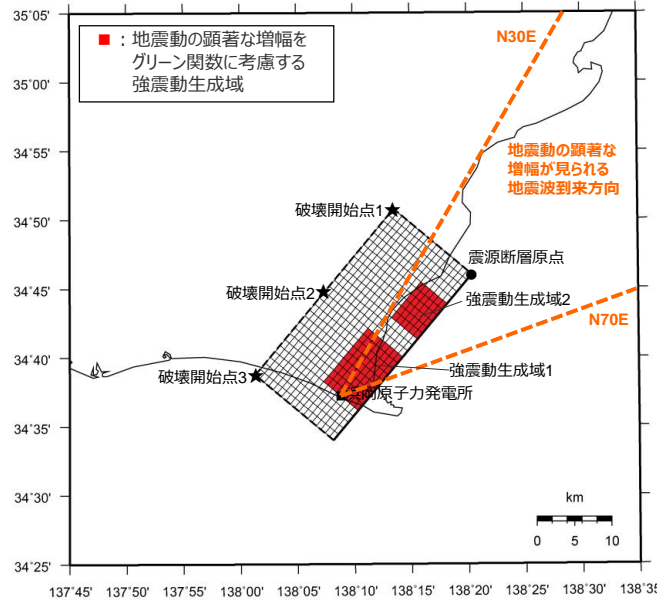 35°05'
35°00'
34°55'
34°50'
34°45'
34°40'
34°35'
34°30'
34°25'
■ : 地震動の顕著な増幅を
グリーン関数に考慮する
強震動生成域
N30E
地震動の顕著な
増幅が見られる
地震波到来方向
破壊開始点1
震源断層原点
破壊開始点2
強震動生成域2
N70E
強震動生成域1
破壊開始点3
原子力発電所
km
0 5 10
137°45' 137°50' 137°55' 138°00' 138°05' 138°10' 138°15' 138°20' 138°25' 138°30' 138°35'